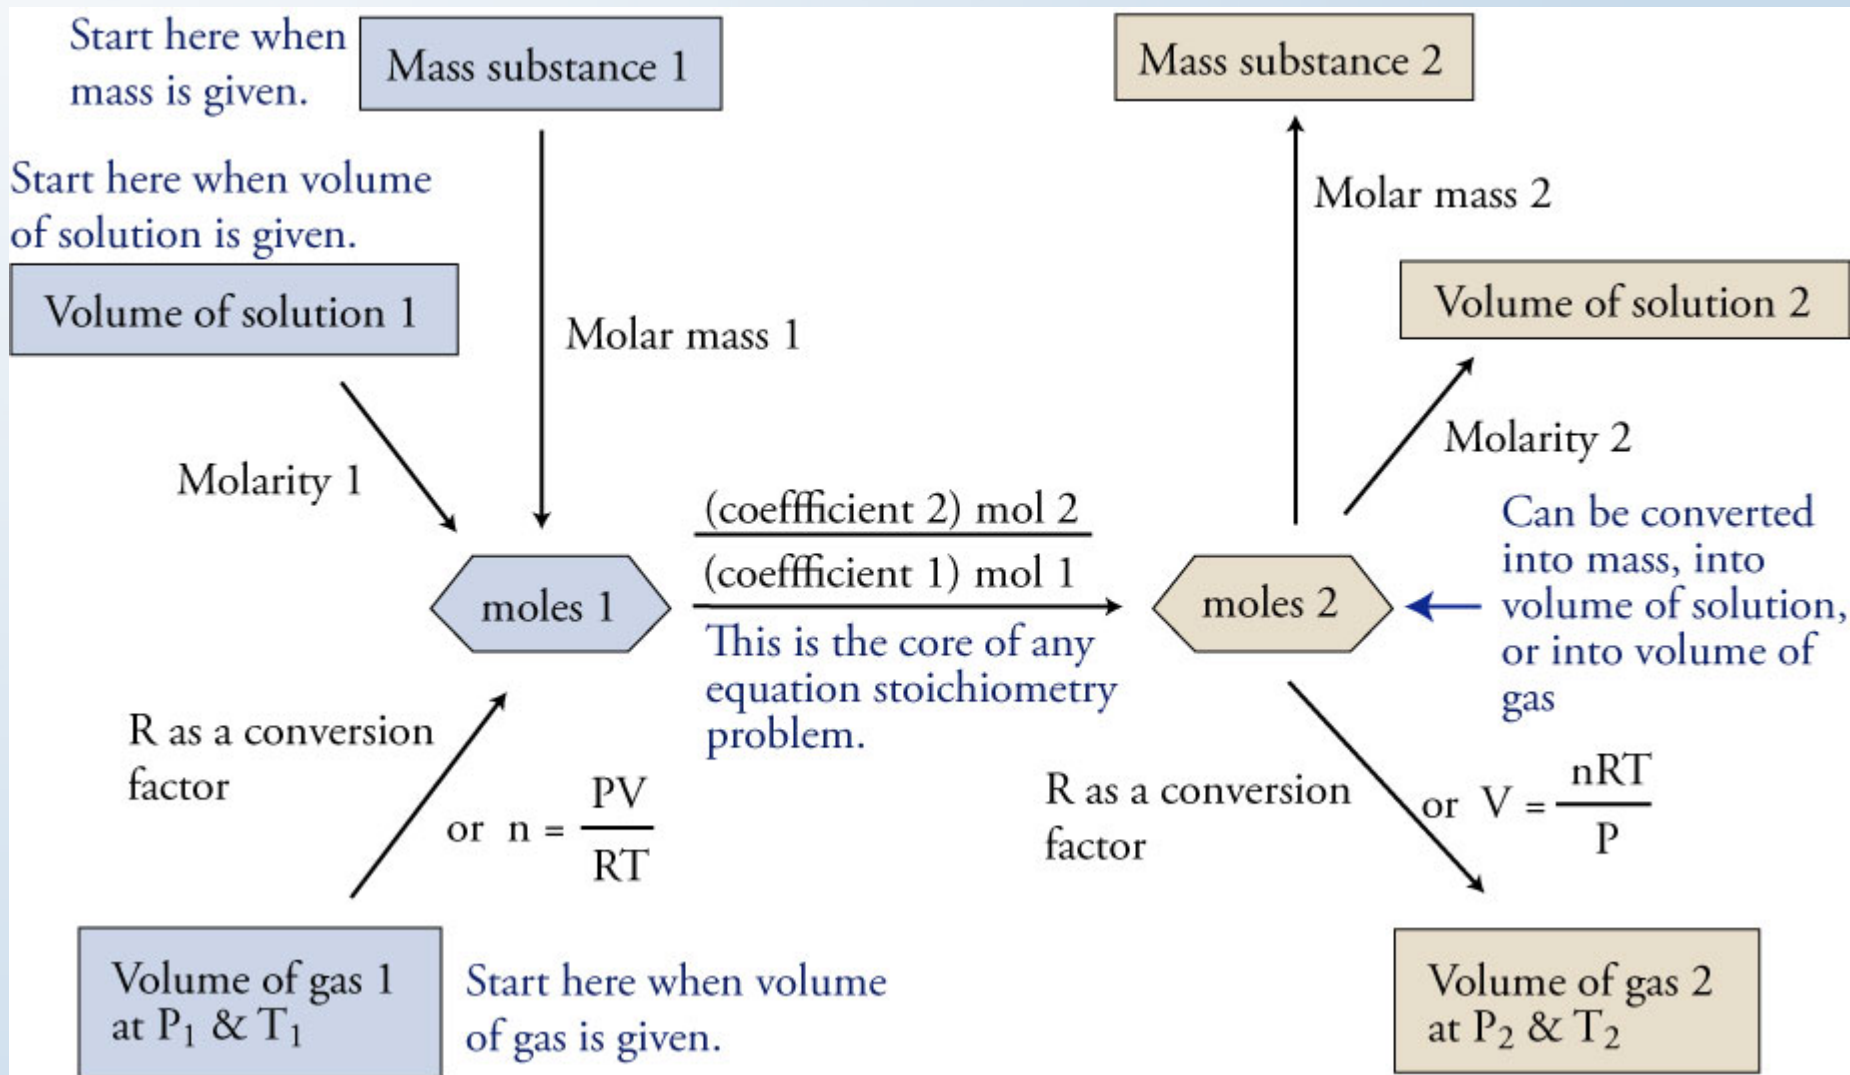 Start here when
mass is given.
Mass substance 1
Mass substance 2
Start here when volume
of solution is given.
Volume of solution 1
Molar mass 1
Molar mass 2
Volume of solution 2
Molarity 1
Molarity 2
(coeffficient 2) mol 2
(coeffficient 1) mol 1
moles 1
moles 2
This is the core of any
equation stoichiometry
problem.
Can be converted
into mass, into
volume of solution,
or into volume of
gas
R as a conversion
factor
or n = PV
RT
R as a conversion
factor
or V = nRT
P
Volume of gas 1
at P₁ & T₁
Start here when volume
of gas is given.
Volume of gas 2
at P₂ & T₂